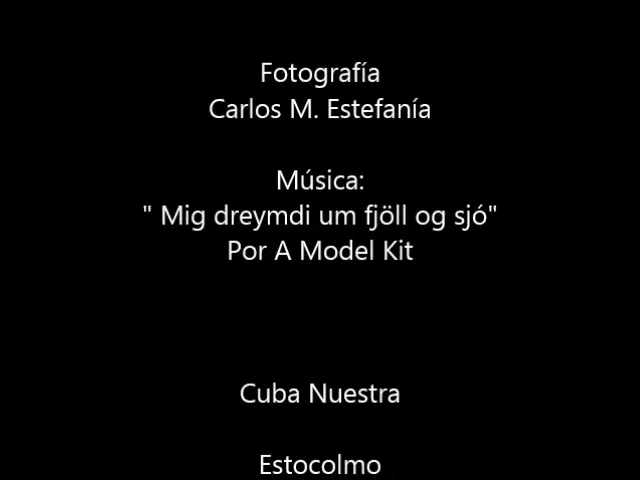 Fotografía
Carlos M. Estefanía
Música:
" Mig dreymdi um fjöll og sjó"
Por A Model Kit
Cuba Nuestra
Estocolmo